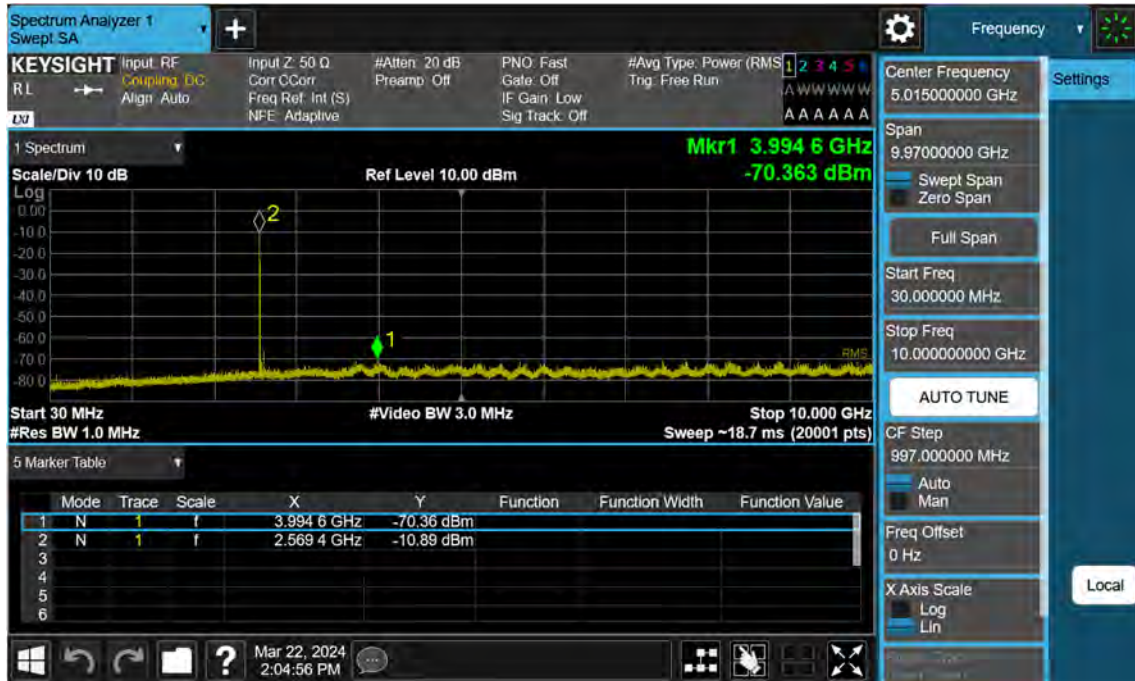 Spectrum Analyzer 1
Swept SA
+
Frequency
KEYSIGHT
RL
LXI
Input: RF
Coupling: DC
Align: Auto
Input Z: 50 Ω
Corr CCorr
Freq Ref: Int (S)
NFE: Adaptive
#Atten: 20 dB
Preamp: Off
PNO: Fast
Gate: Off
IF Gain: Low
Sig Track: Off
#Avg Type: Power (RMS
Trig: Free Run
1 2 3 4 5 6
A W W W W W
A A A A A A
1 Spectrum
Scale/Div 10 dB
Ref Level 10.00 dBm
Mkr1 3.994 6 GHz
-70.363 dBm
Log
0.00
-10.0
-20.0
-30.0
-40.0
-50.0
-60.0
-70.0
-80.0
2
1
RMS
Start 30 MHz
#Video BW 3.0 MHz
Stop 10.000 GHz
#Res BW 1.0 MHz
Sweep ~18.7 ms (20001 pts)
5 Marker Table
Mode Trace Scale X Y Function Function Width Function Value
1 N 1 f 3.994 6 GHz -70.36 dBm
2 N 1 f 2.569 4 GHz -10.89 dBm
3
4
5
6
Mar 22, 2024
2:04:56 PM
Center Frequency
5.015000000 GHz
Span
9.97000000 GHz
Swept Span
Zero Span
Full Span
Start Freq
30.000000 MHz
Stop Freq
10.000000000 GHz
AUTO TUNE
CF Step
997.000000 MHz
Auto
Man
Freq Offset
0 Hz
X Axis Scale
Log
Lin
Settings
Local